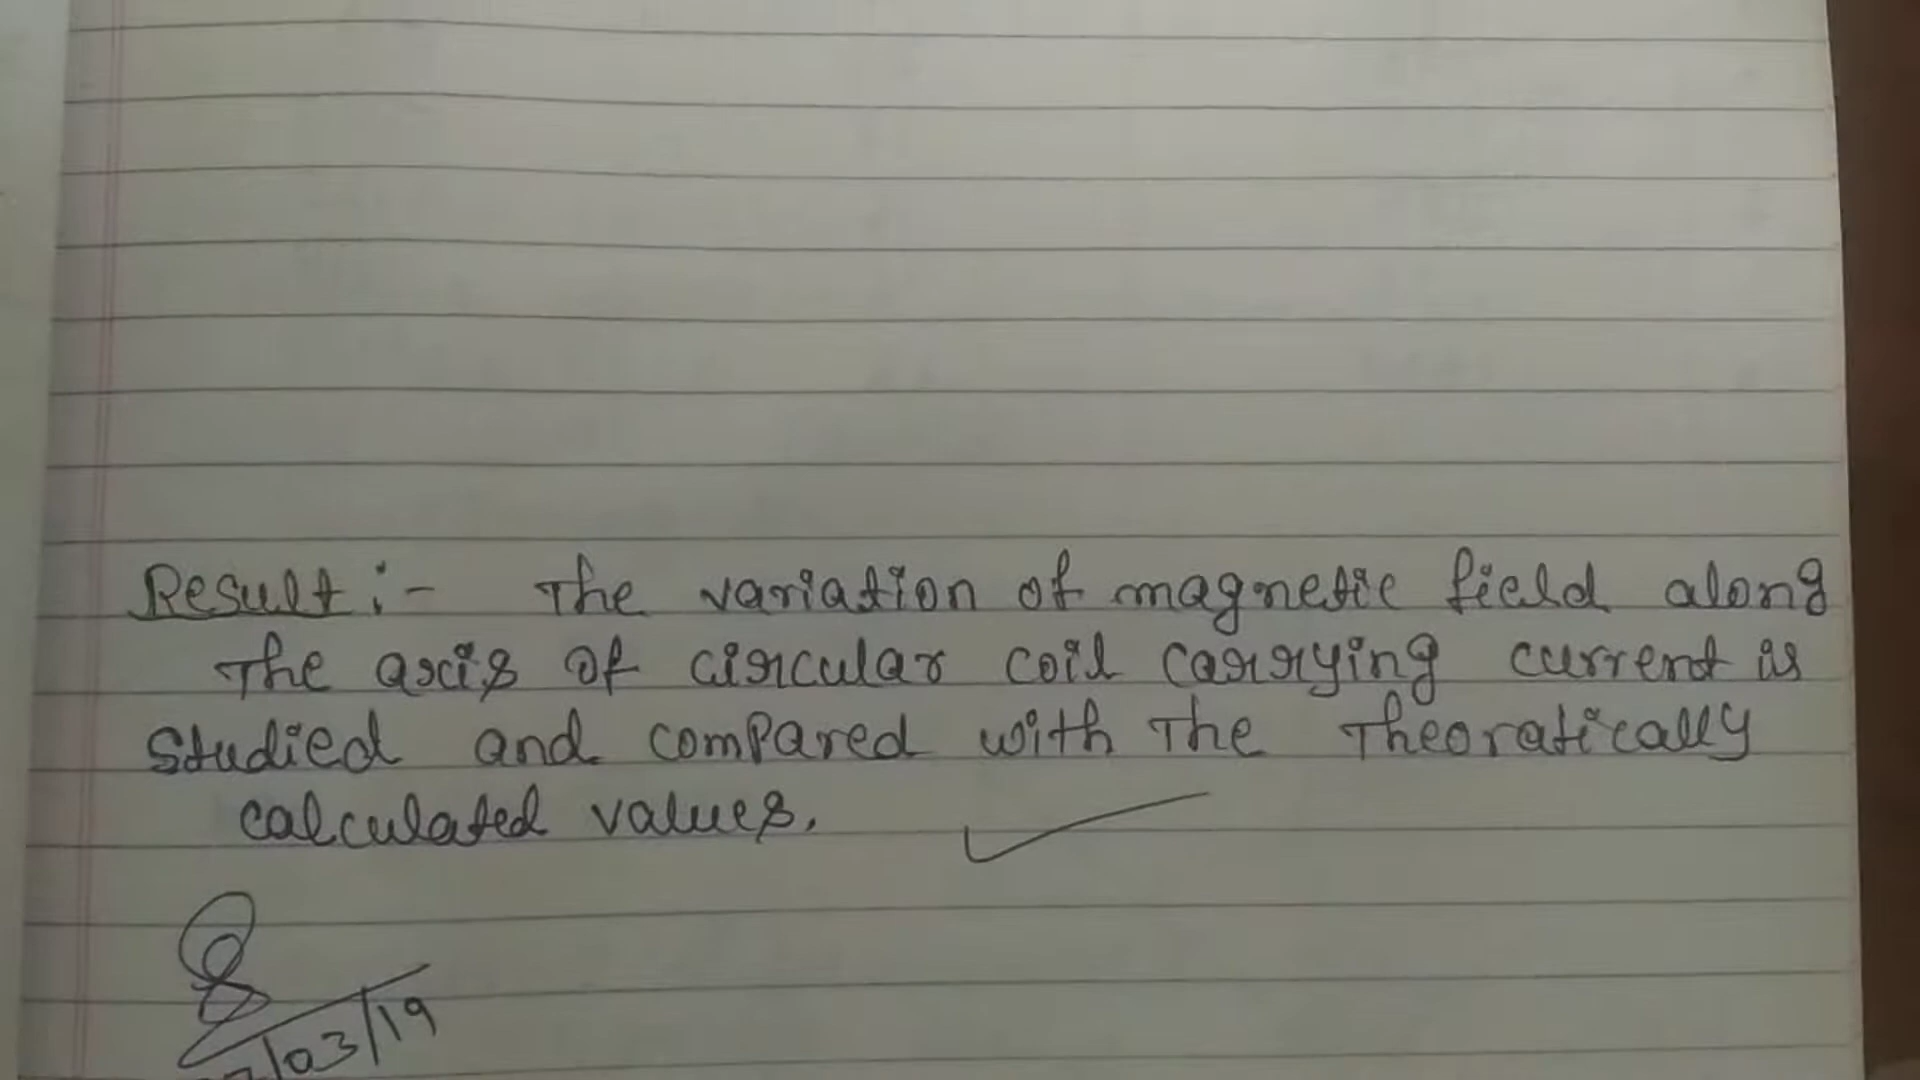 Result :- The variation of magnetic field along
the axis of circular coil carrying current is
studied and compared with the theoratically
calculated values.
/03/19